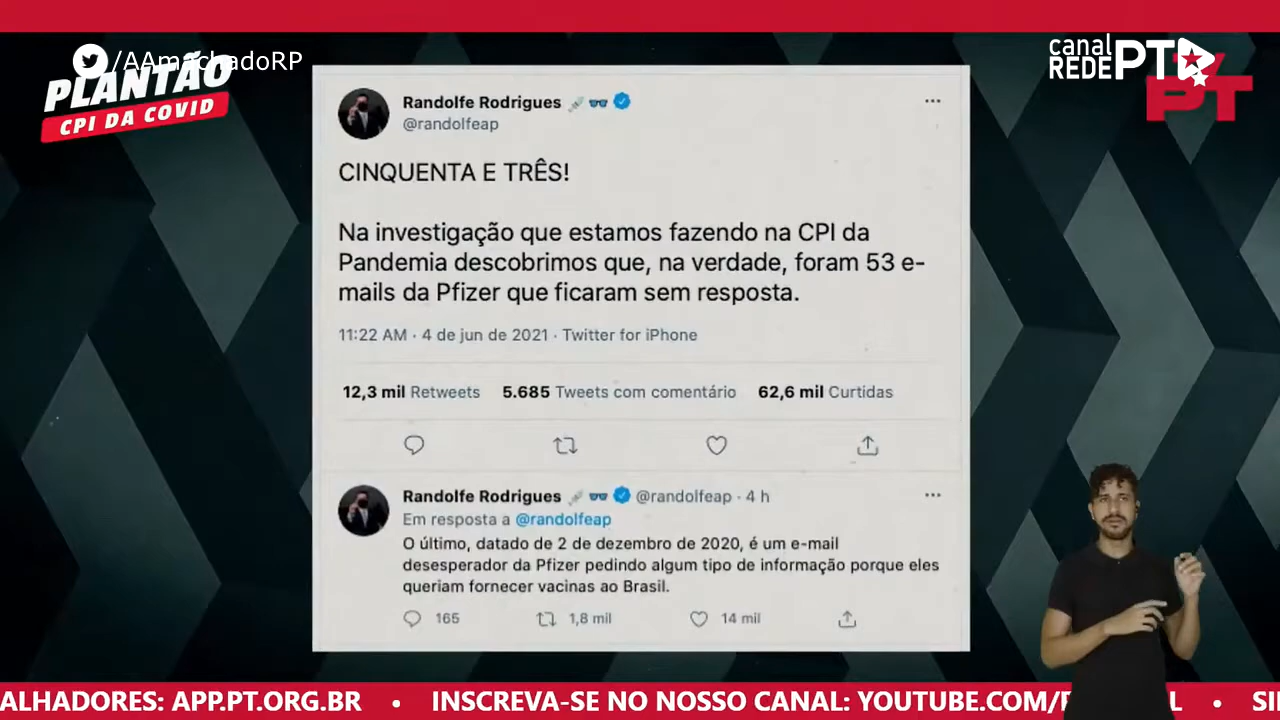 /AAmachadoRP
PLANTÃO
CPI DA COVID
canal
REDE PT
PT
Randolfe Rodrigues
@randolfeap
CINQUENTA E TRÊS!
Na investigação que estamos fazendo na CPI da
Pandemia descobrimos que, na verdade, foram 53 e-
mails da Pfizer que ficaram sem resposta.
11:22 AM · 4 de jun de 2021 · Twitter for iPhone
12,3 mil Retweets 5.685 Tweets com comentário 62,6 mil Curtidas
Randolfe Rodrigues @randolfeap · 4 h
Em resposta a @randolfeap
O último, datado de 2 de dezembro de 2020, é um e-mail
desesperador da Pfizer pedindo algum tipo de informação porque eles
queriam fornecer vacinas ao Brasil.
165 1,8 mil 14 mil
ALHADORES: APP.PT.ORG.BR • INSCREVA-SE NO NOSSO CANAL: YOUTUBE.COM/